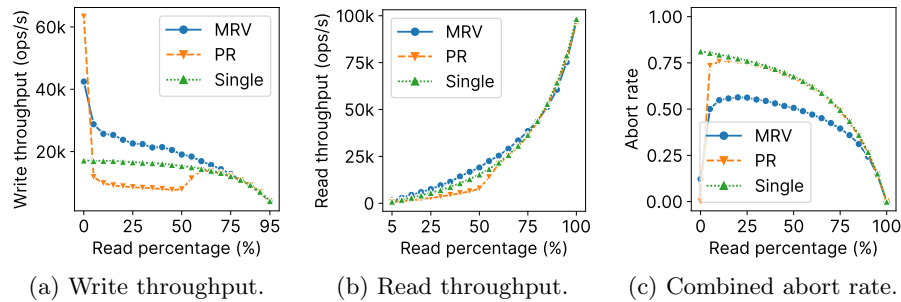 60k
40k
20k
0
25
50
75
95
Write throughput (ops/s)
Read percentage (%)
MRV
PR
Single
(a) Write throughput.
100k
75k
50k
25k
0
5
25
50
75
100
Read throughput (ops/s)
Read percentage (%)
MRV
PR
Single
(b) Read throughput.
1.00
0.75
0.50
0.25
0.00
0
25
50
75
100
Abort rate
Read percentage (%)
MRV
PR
Single
(c) Combined abort rate.